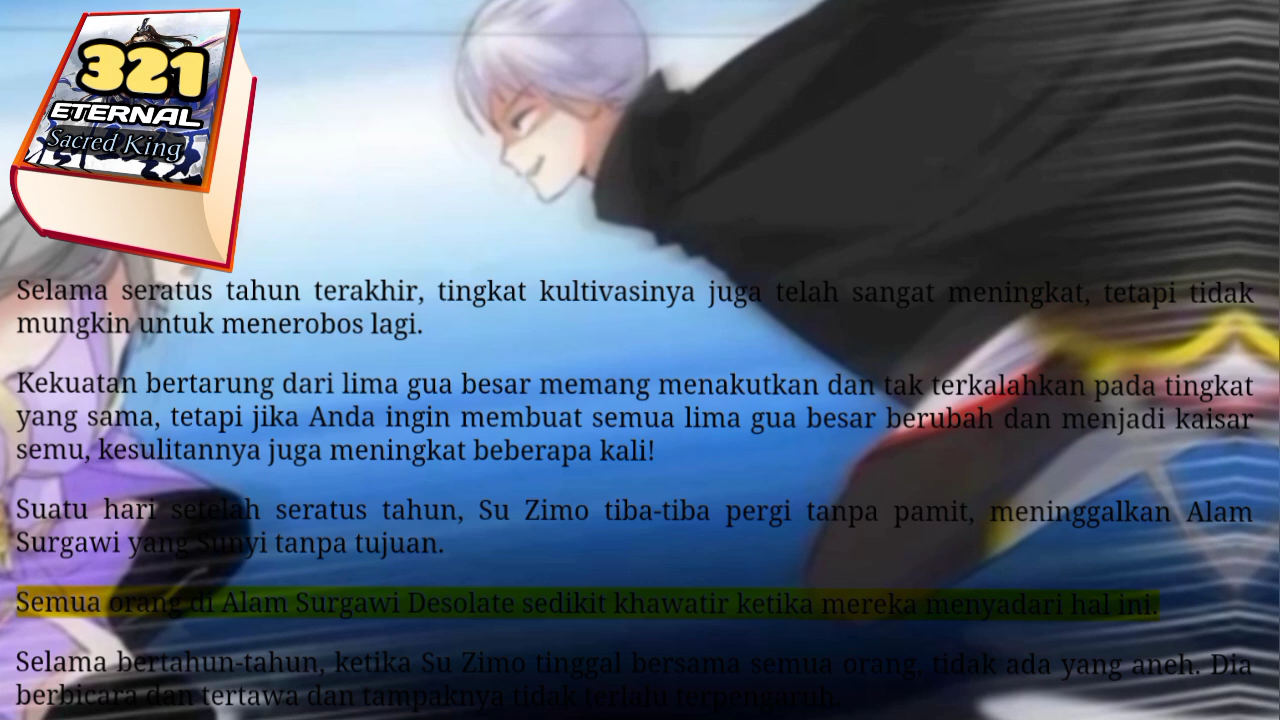 321
ETERNAL
Sacred King
Selama seratus tahun terakhir, tingkat kultivasinya juga telah sangat meningkat, tetapi tidak
mungkin untuk menerobos lagi.
Kekuatan bertarung dari lima gua besar memang menakutkan dan tak terkalahkan pada tingkat
yang sama, tetapi jika Anda ingin membuat semua lima gua besar berubah dan menjadi kaisar
semu, kesulitannya juga meningkat beberapa kali!
Suatu hari setelah seratus tahun, Su Zimo tiba-tiba pergi tanpa pamit, meninggalkan Alam
Surgawi yang Sunyi tanpa tujuan.
Semua orang di Alam Surgawi Desolate sedikit khawatir ketika mereka menyadari hal ini.
Selama bertahun-tahun, ketika Su Zimo tinggal bersama semua orang, tidak ada yang aneh. Dia
berbicara dan tertawa dan tampaknya tidak terlalu terpengaruh.